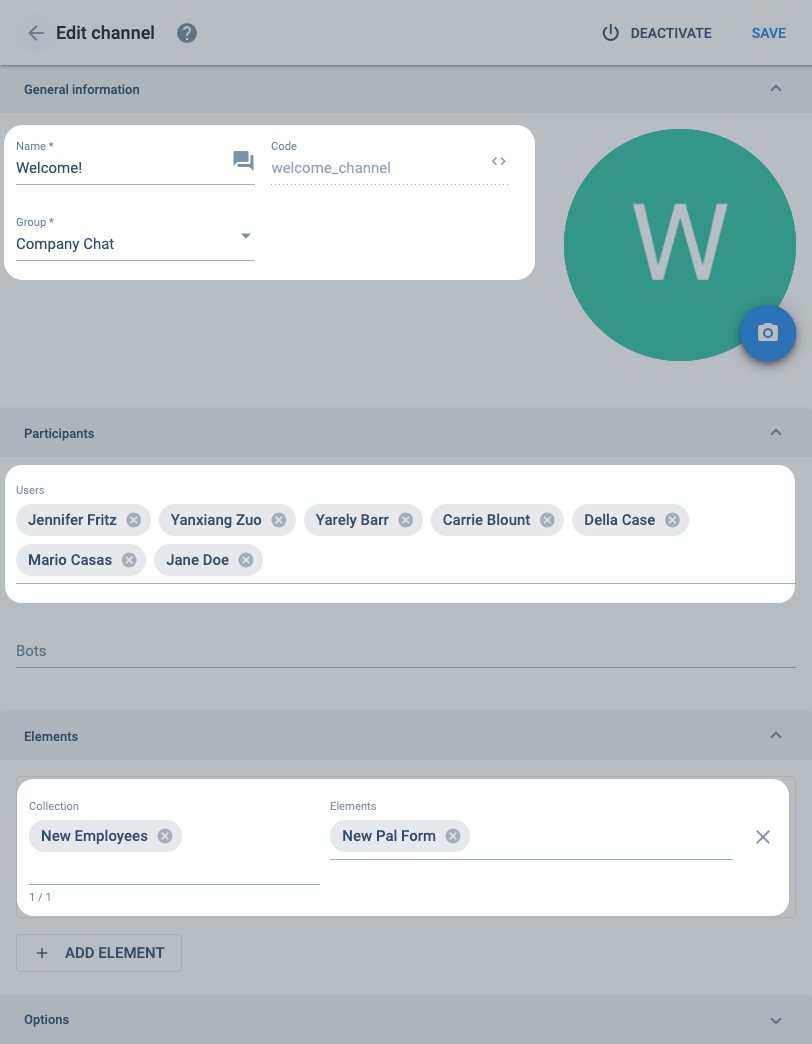 Edit channel
DEACTIVATE
SAVE
General information
Name *
Welcome!
Code
welcome_channel
Group *
Company Chat
W
Participants
Users
Jennifer Fritz Yanxiang Zuo Yarely Barr Carrie Blount Della Case
Mario Casas Jane Doe
Bots
Elements
Collection
New Employees
1 / 1
Elements
New Pal Form
+ ADD ELEMENT
Options